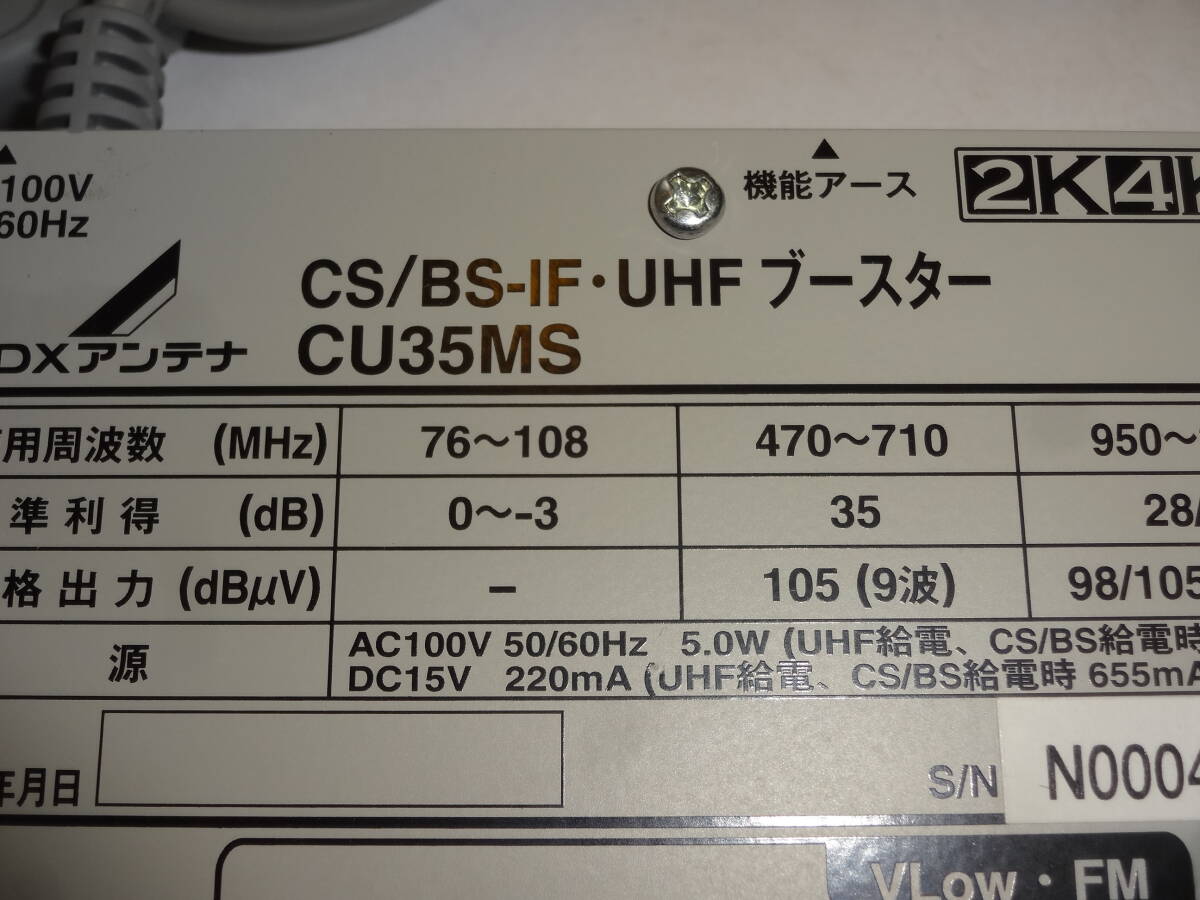 100V
60Hz
機能アース
2K4K
CS/BS-IF・UHF ブースター
DXアンテナ
CU35MS
用周波数 (MHz) 76～108 470～710 950～
準利得 (dB) 0～-3 35 28/
格出力 (dBμV) – 105 (9波) 98/105
源 AC100V 50/60Hz 5.0W (UHF給電、CS/BS給電時
DC15V 220mA (UHF給電、CS/BS給電時 655mA
年月日
S/N N0004
VLow・FM